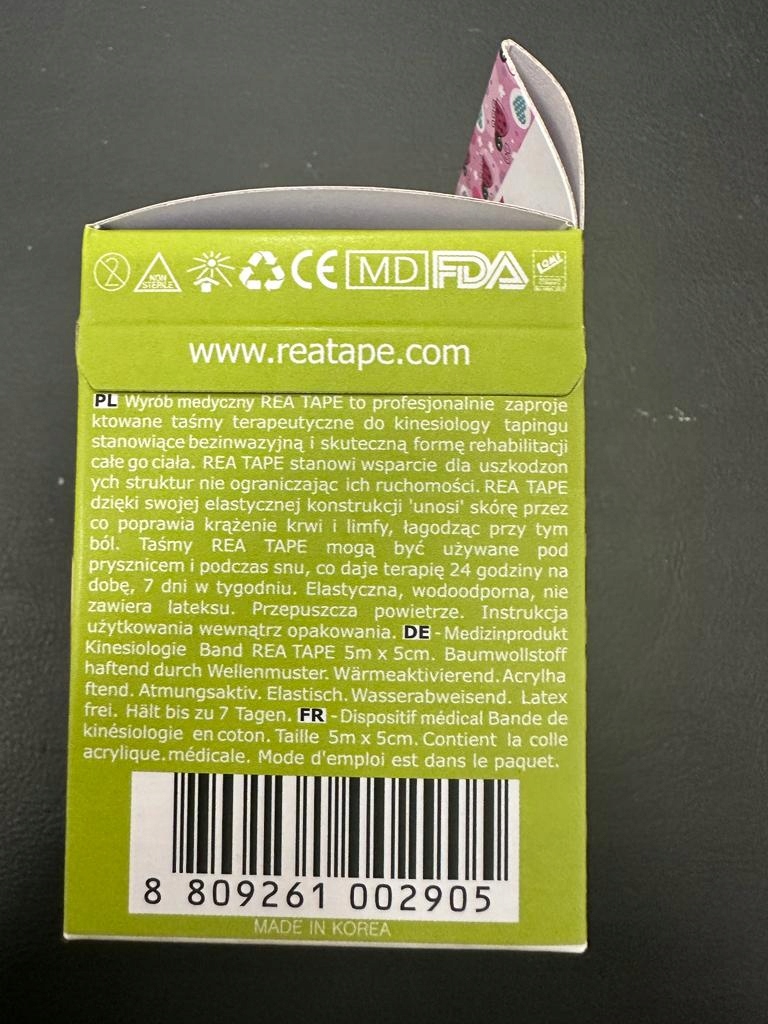 2
NON
STERILE
CE MD FDA
www.reatape.com
PL Wyrób medyczny REA TAPE to profesjonalnie zaproje
ktowane taśmy terapeutyczne do kinesiology tapingu
stanowiące bezinwazyjną i skuteczną formę rehabilitacji
całe go ciała. REA TAPE stanowi wsparcie dla uszkodzon
ych struktur nie ograniczając ich ruchomości. REA TAPE
dzięki swojej elastycznej konstrukcji 'unosi' skórę przez
co poprawia krążenie krwi i limfy, łagodząc przy tym
ból. Taśmy REA TAPE mogą być używane pod
prysznicem i podczas snu, co daje terapię 24 godziny na
dobę, 7 dni w tygodniu. Elastyczna, wodoodporna, nie
zawiera lateksu. Przepuszcza powietrze. Instrukcja
użytkowania wewnątrz opakowania. DE - Medizinprodukt
Kinesiologie Band REA TAPE 5m x 5cm. Baumwollstoff
haftend durch Wellenmuster. Wärmeaktivierend. Acrylha
ftend. Atmungsaktiv. Elastisch. Wasserabweisend. Latex
frei. Hält bis zu 7 Tagen. FR - Dispositif médical Bande de
kinésiologie en coton. Taille 5m x 5cm. Contient la colle
acrylique.médicale. Mode d'emploi est dans le paquet.
8 809261 002905
MADE IN KOREA